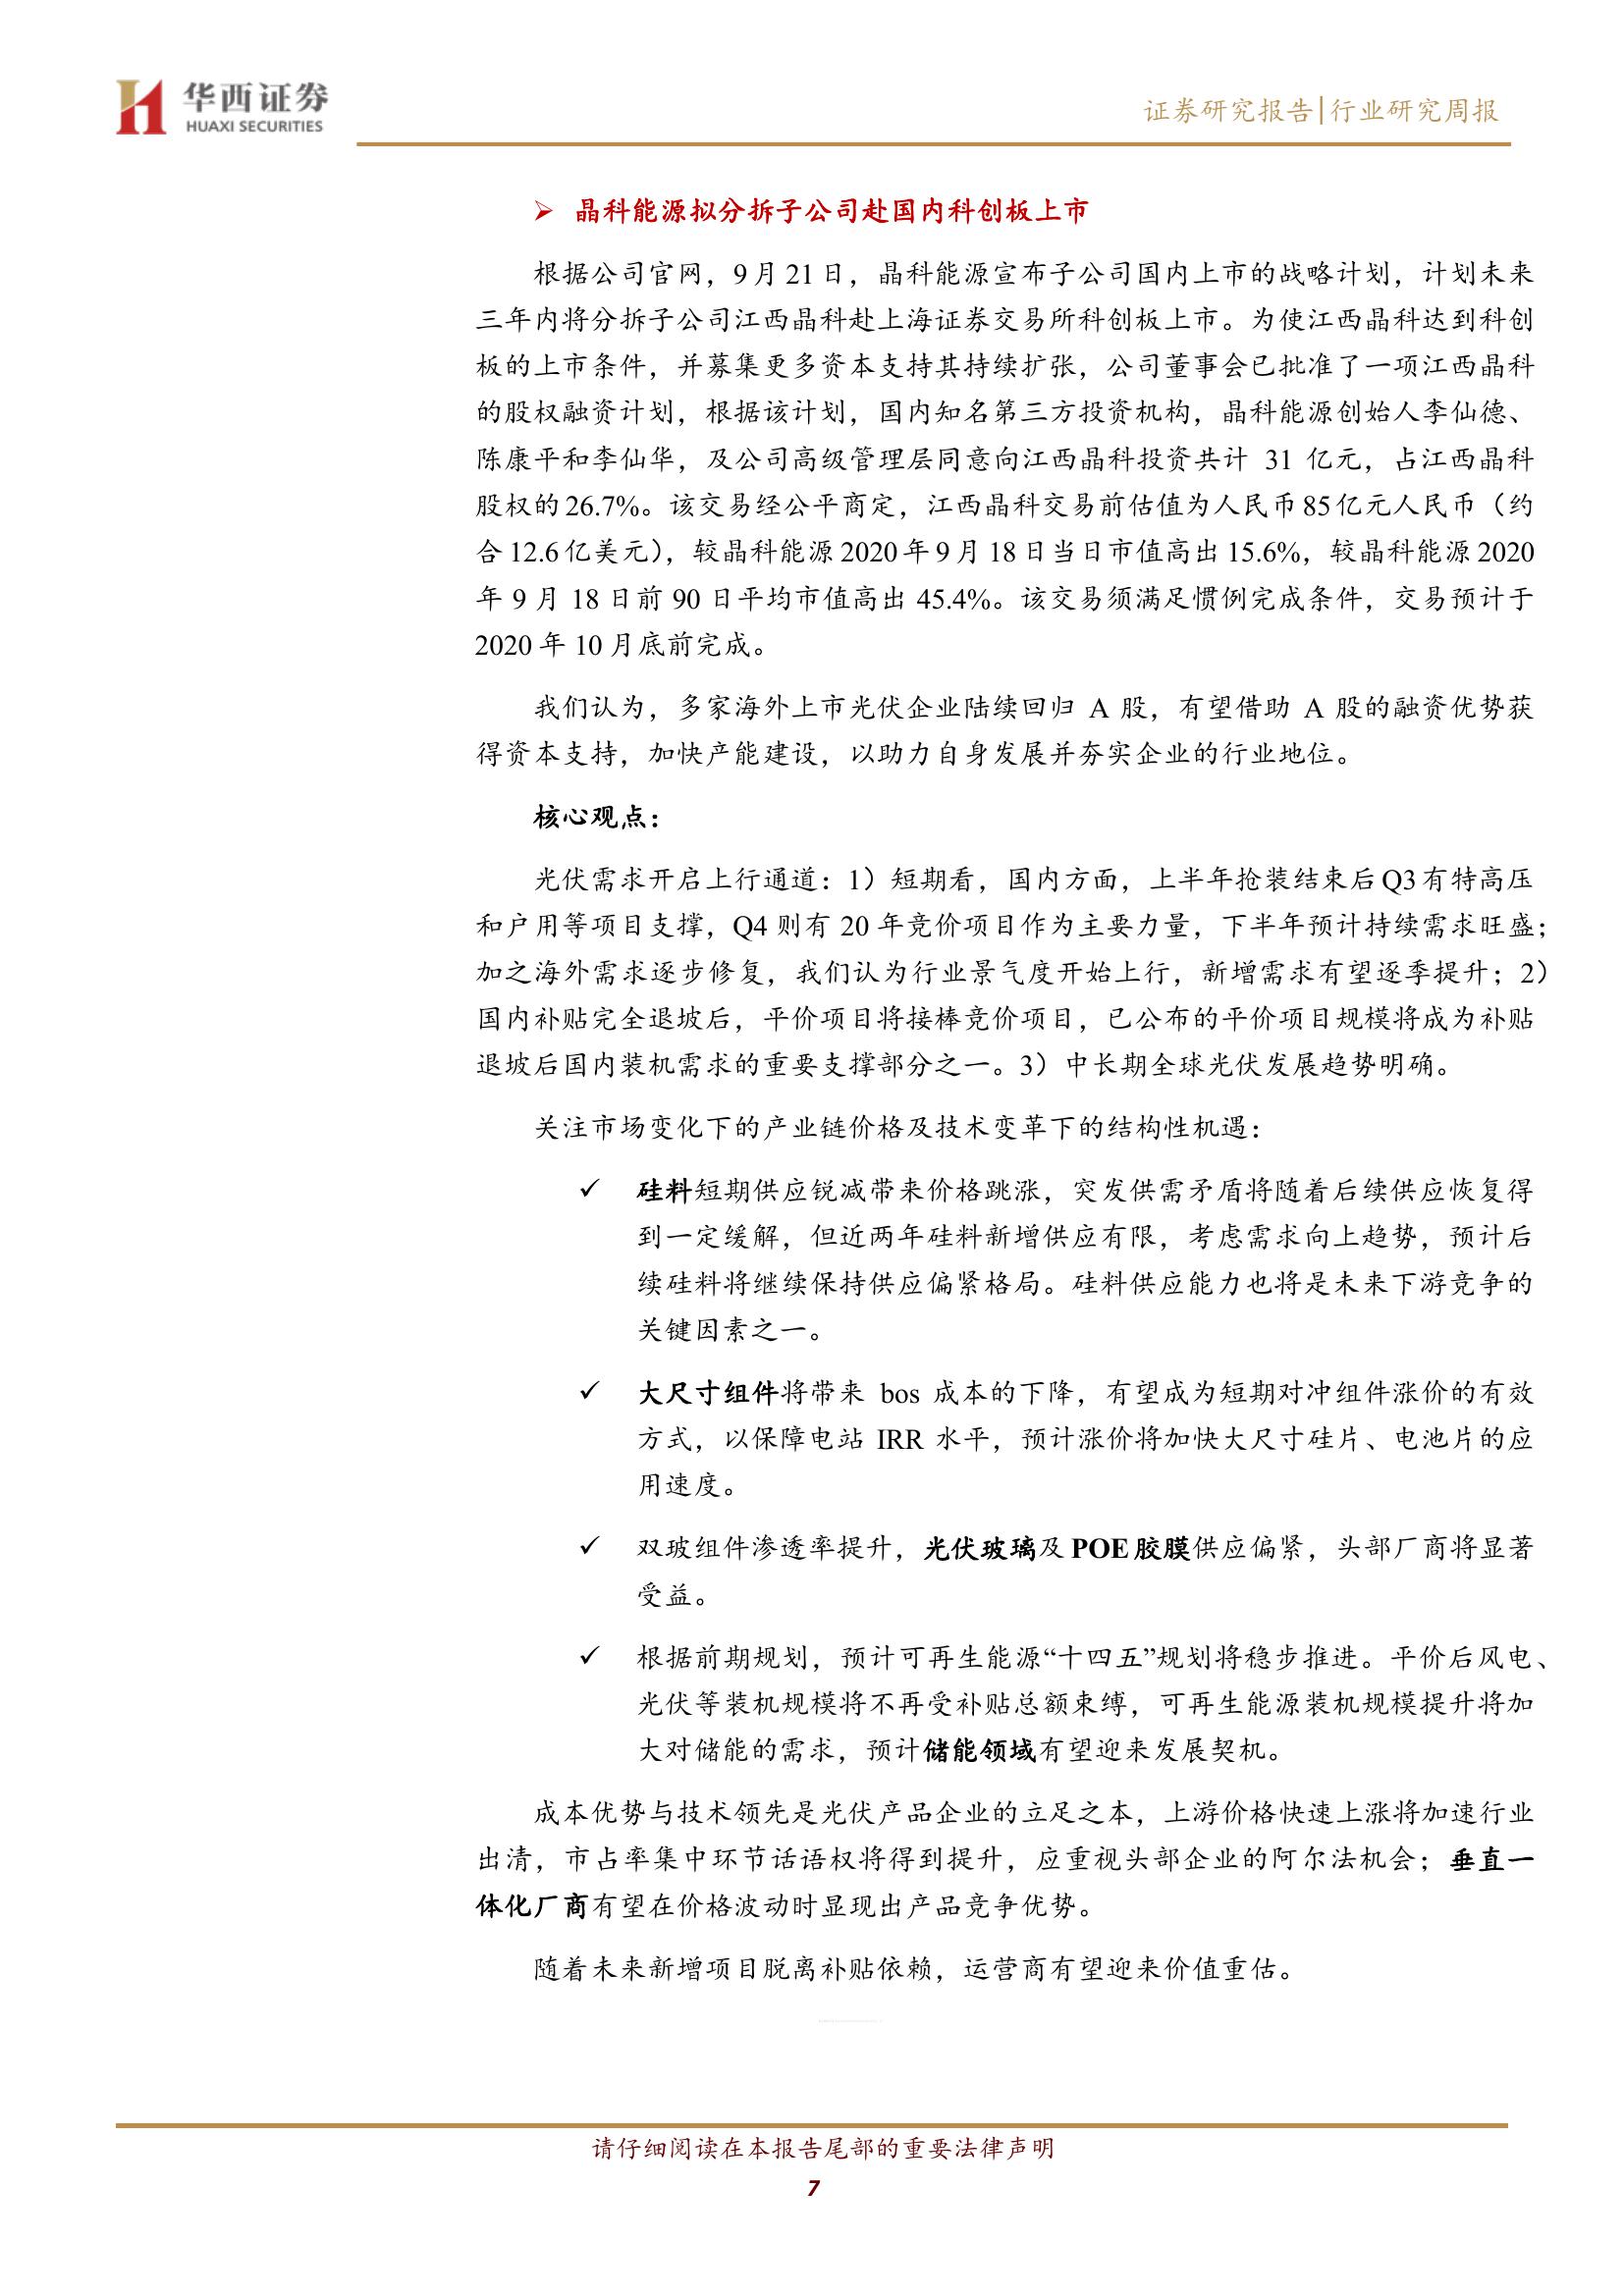 华西证券
HUAXI SECURITIES
证券研究报告|行业研究周报
➢ 晶科能源拟分拆子公司赴国内科创板上市
根据公司官网，9月21日，晶科能源宣布子公司国内上市的战略计划，计划未来
三年内将分拆子公司江西晶科赴上海证券交易所科创板上市。为使江西晶科达到科创
板的上市条件，并募集更多资本支持其持续扩张，公司董事会已批准了一项江西晶科
的股权融资计划，根据该计划，国内知名第三方投资机构，晶科能源创始人李仙德、
陈康平和李仙华，及公司高级管理层同意向江西晶科投资共计 31 亿元，占江西晶科
股权的26.7%。该交易经公平商定，江西晶科交易前估值为人民币85亿元人民币（约
合12.6亿美元），较晶科能源2020年9月18日当日市值高出15.6%，较晶科能源2020
年 9 月 18 日前 90 日平均市值高出 45.4%。该交易须满足惯例完成条件，交易预计于
2020年 10月底前完成。
我们认为，多家海外上市光伏企业陆续回归 A 股，有望借助 A 股的融资优势获
得资本支持，加快产能建设，以助力自身发展并夯实企业的行业地位。
核心观点：
光伏需求开启上行通道：1）短期看，国内方面，上半年抢装结束后Q3有特高压
和户用等项目支撑，Q4 则有 20 年竞价项目作为主要力量，下半年预计持续需求旺盛；
加之海外需求逐步修复，我们认为行业景气度开始上行，新增需求有望逐季提升；2）
国内补贴完全退坡后，平价项目将接棒竞价项目，已公布的平价项目规模将成为补贴
退坡后国内装机需求的重要支撑部分之一。3）中长期全球光伏发展趋势明确。
关注市场变化下的产业链价格及技术变革下的结构性机遇：
✓ 硅料短期供应锐减带来价格跳涨，突发供需矛盾将随着后续供应恢复得
到一定缓解，但近两年硅料新增供应有限，考虑需求向上趋势，预计后
续硅料将继续保持供应偏紧格局。硅料供应能力也将是未来下游竞争的
关键因素之一。
✓ 大尺寸组件将带来 bos 成本的下降，有望成为短期对冲组件涨价的有效
方式，以保障电站 IRR 水平，预计涨价将加快大尺寸硅片、电池片的应
用速度。
✓ 双玻组件渗透率提升，光伏玻璃及POE胶膜供应偏紧，头部厂商将显著
受益。
✓ 根据前期规划，预计可再生能源“十四五”规划将稳步推进。平价后风电、
光伏等装机规模将不再受补贴总额束缚，可再生能源装机规模提升将加
大对储能的需求，预计储能领域有望迎来发展契机。
成本优势与技术领先是光伏产品企业的立足之本，上游价格快速上涨将加速行业
出清，市占率集中环节话语权将得到提升，应重视头部企业的阿尔法机会；垂直一
体化厂商有望在价格波动时显现出产品竞争优势。
随着未来新增项目脱离补贴依赖，运营商有望迎来价值重估。
请仔细阅读在本报告尾部的重要法律声明
7